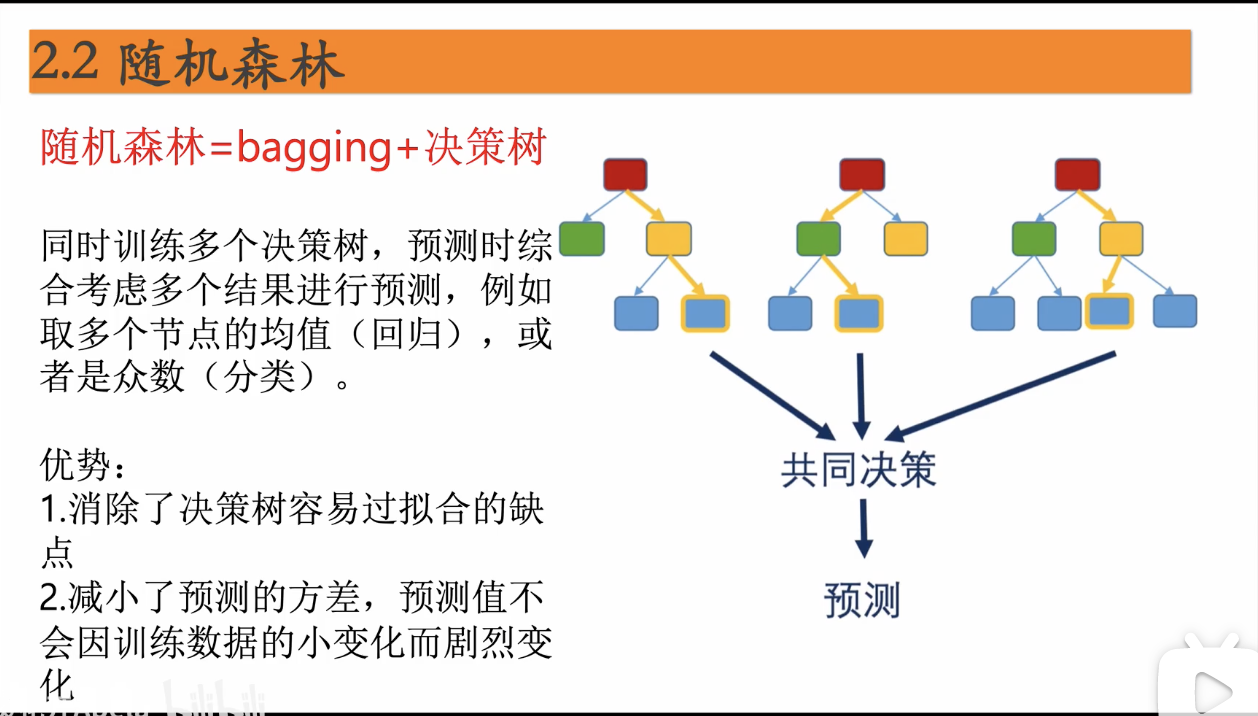 2.2 随机森林
随机森林=bagging+决策树
同时训练多个决策树，预测时综
合考虑多个结果进行预测，例如
取多个节点的均值（回归），或
者是众数（分类）。
优势：
1.消除了决策树容易过拟合的缺
点
2.减小了预测的方差，预测值不
会因训练数据的小变化而剧烈变
化
共同决策
预测
bilibili